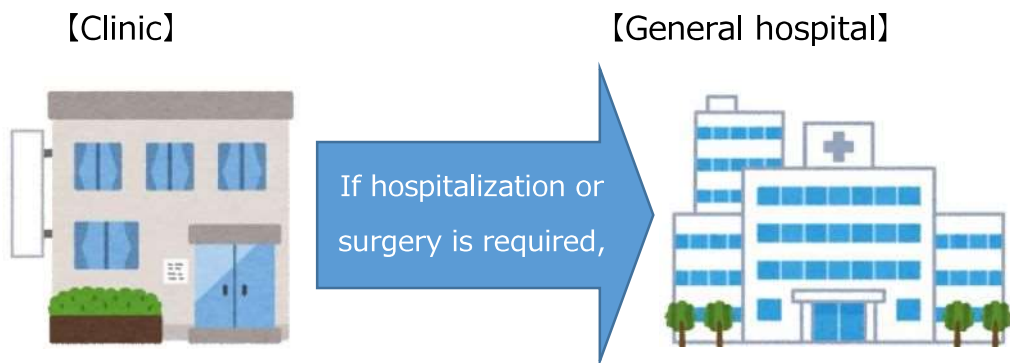 【Clinic】
【General hospital】
If hospitalization or
surgery is required,